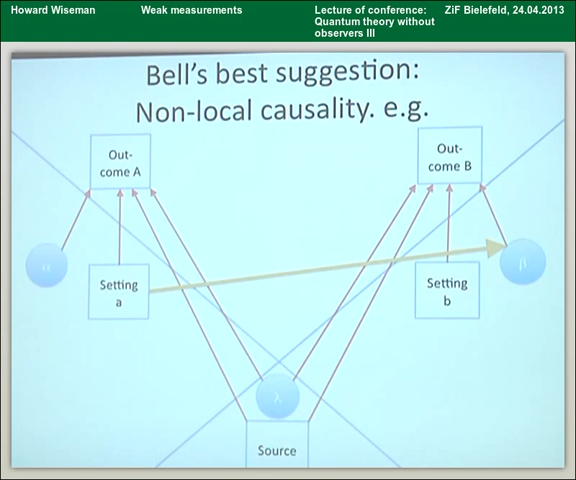 Howard Wiseman
Weak measurements
Lecture of conference:
Quantum theory without
observers III
ZiF Bielefeld, 24.04.2013
Bell's best suggestion:
Non-local causality. e.g.
Out-
come A
Out-
come B
α
Setting
a
Setting
b
β
λ
Source